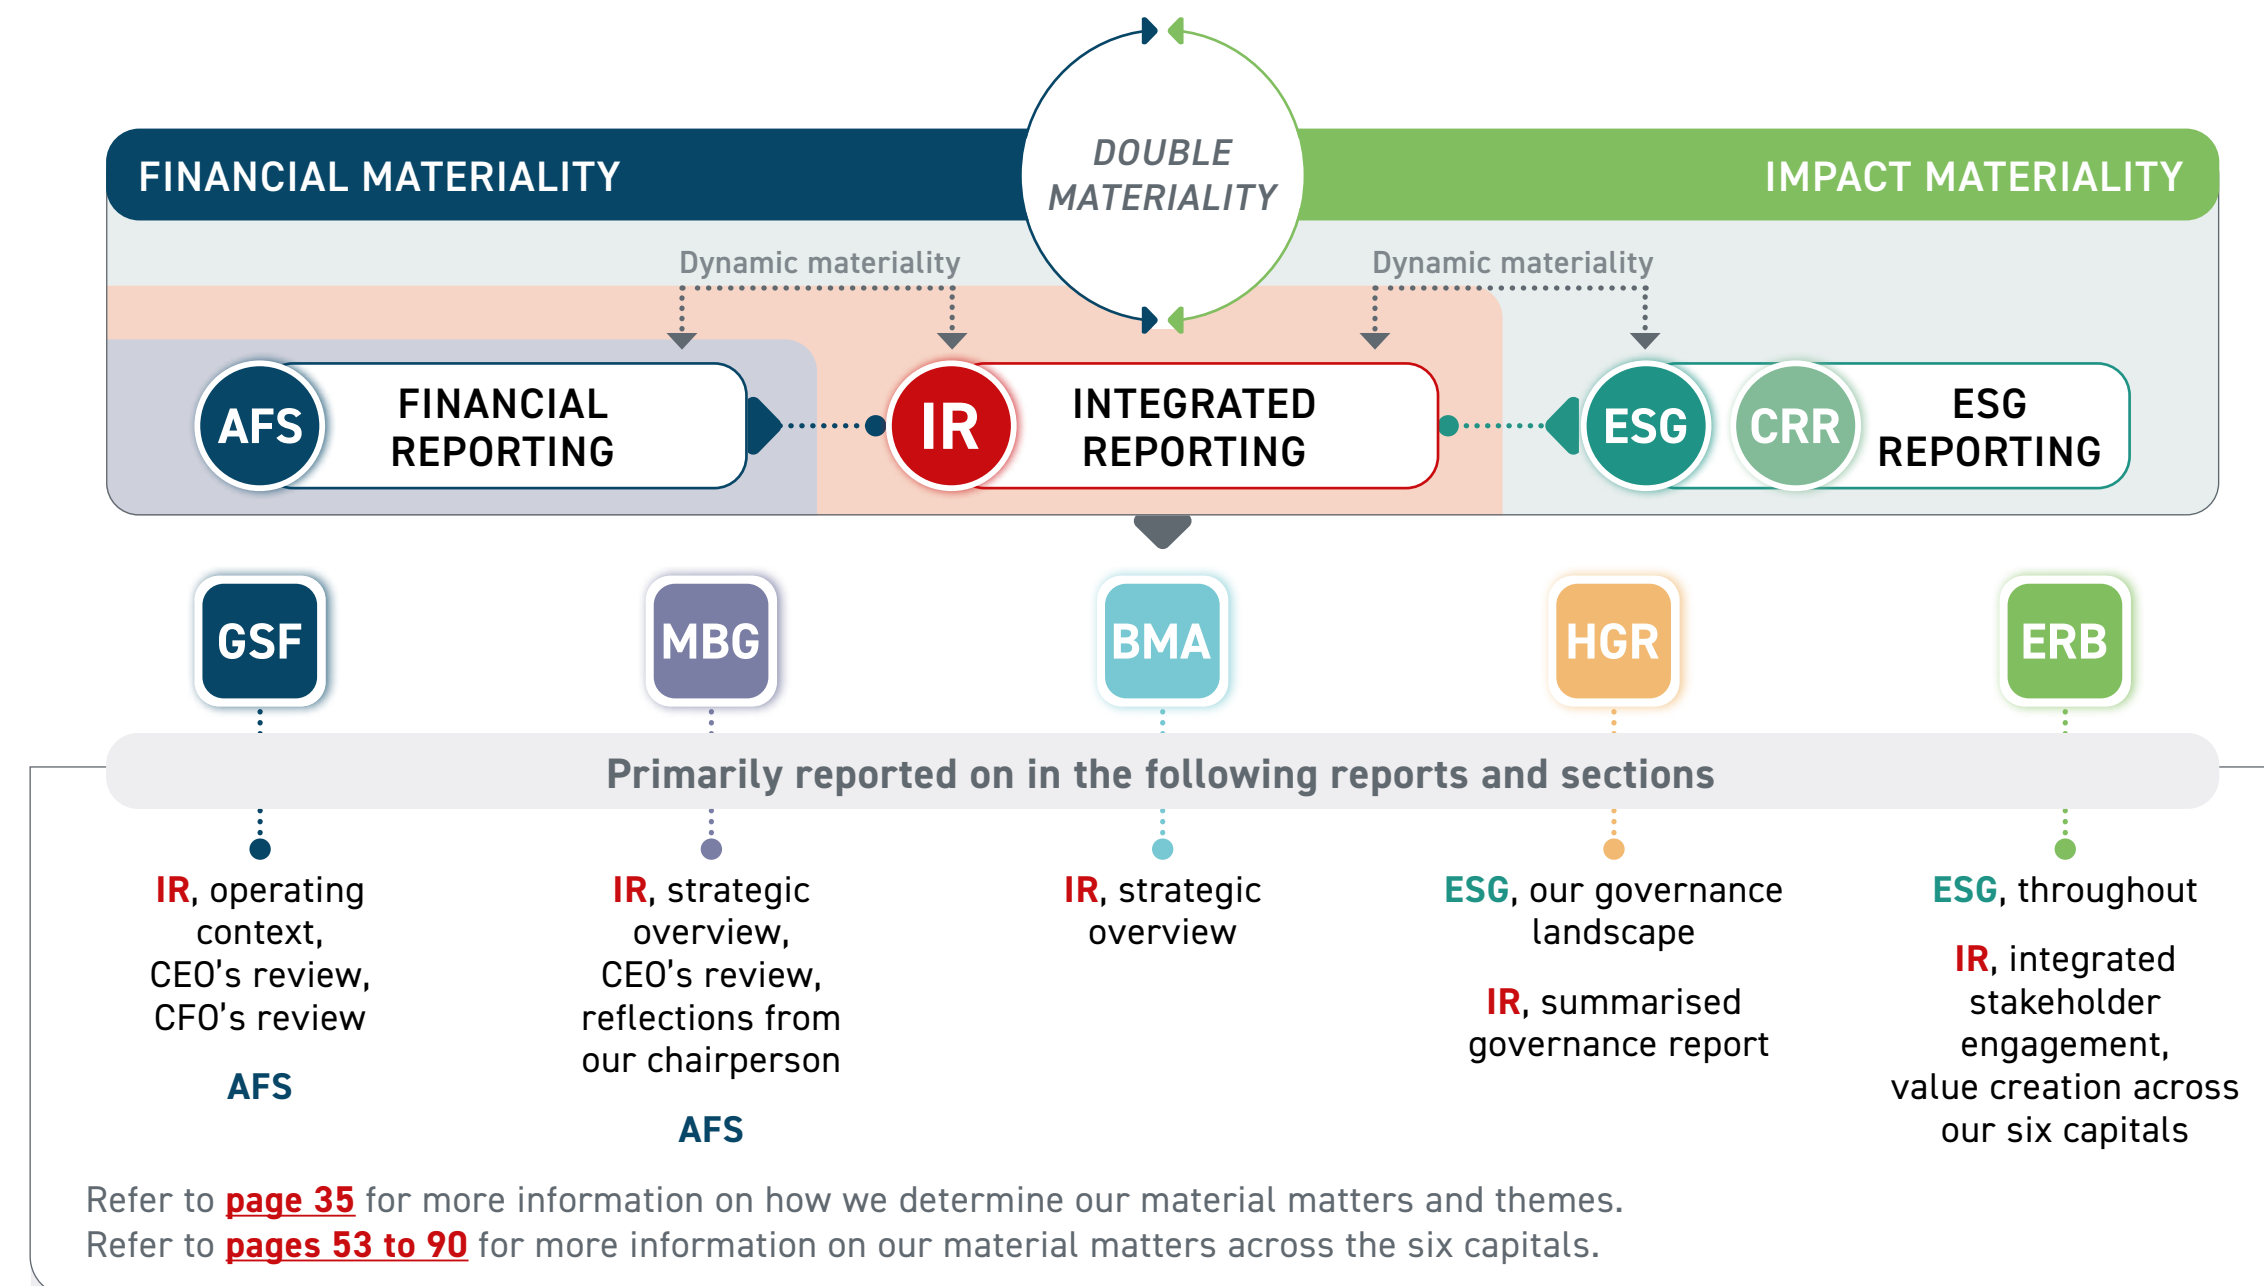 DOUBLE
MATERIALITY
FINANCIAL MATERIALITY
IMPACT MATERIALITY
Dynamic materiality
Dynamic materiality
AFS
FINANCIAL
REPORTING
IR
INTEGRATED
REPORTING
ESG
CRR
ESG
REPORTING
GSF
MBG
BMA
HGR
ERB
Primarily reported on in the following reports and sections
IR, operating
context,
CEO’s review,
CFO’s review
AFS
IR, strategic
overview,
CEO’s review,
reflections from
our chairperson
AFS
IR, strategic
overview
ESG, our governance
landscape
IR, summarised
governance report
ESG, throughout
IR, integrated
stakeholder
engagement,
value creation across
our six capitals
Refer to page 35 for more information on how we determine our material matters and themes.
Refer to pages 53 to 90 for more information on our material matters across the six capitals.